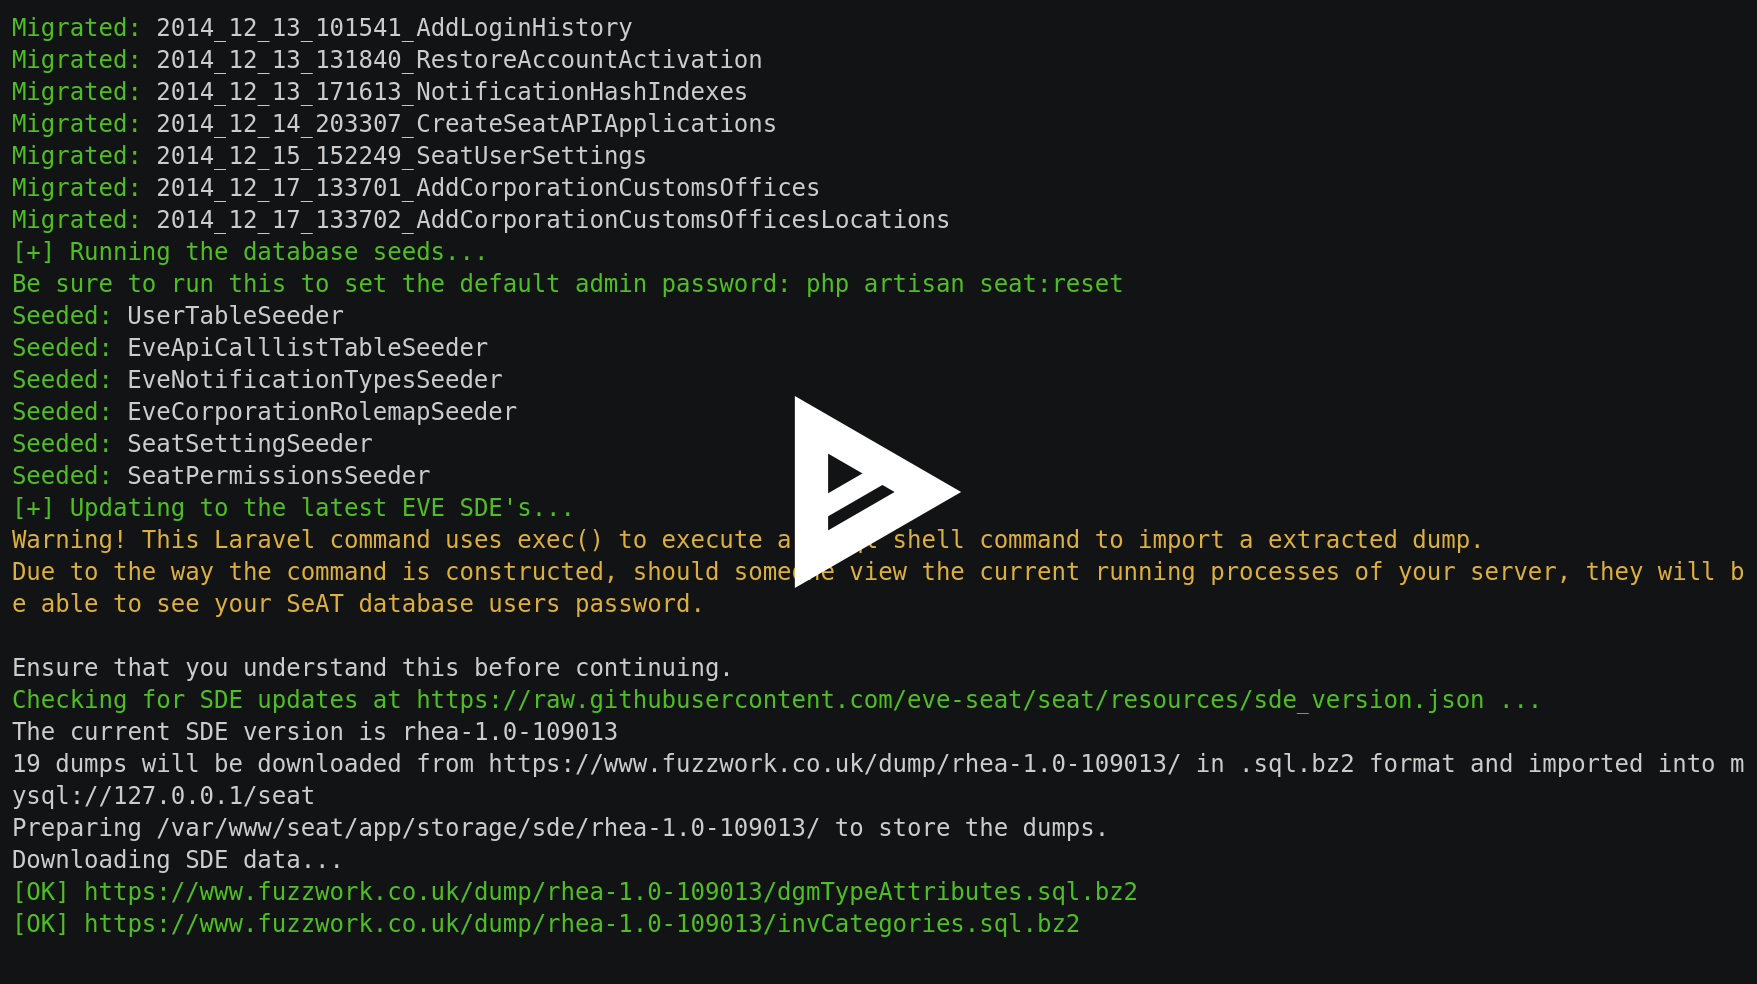 Migrated: 2014_12_13_101541_AddLoginHistory
Migrated: 2014_12_13_131840_RestoreAccountActivation
Migrated: 2014_12_13_171613_NotificationHashIndexes
Migrated: 2014_12_14_203307_CreateSeatAPIApplications
Migrated: 2014_12_15_152249_SeatUserSettings
Migrated: 2014_12_17_133701_AddCorporationCustomsOffices
Migrated: 2014_12_17_133702_AddCorporationCustomsOfficesLocations
[+] Running the database seeds...
Be sure to run this to set the default admin password: php artisan seat:reset
Seeded: UserTableSeeder
Seeded: EveApiCalllistTableSeeder
Seeded: EveNotificationTypesSeeder
Seeded: EveCorporationRolemapSeeder
Seeded: SeatSettingSeeder
Seeded: SeatPermissionsSeeder
[+] Updating to the latest EVE SDE's...
Warning! This Laravel command uses exec() to execute a shell command to import a extracted dump.
Due to the way the command is constructed, should someone view the current running processes of your server, they will b
e able to see your SeAT database users password.
Ensure that you understand this before continuing.
Checking for SDE updates at https://raw.githubusercontent.com/eve-seat/seat/resources/sde_version.json ...
The current SDE version is rhea-1.0-109013
19 dumps will be downloaded from https://www.fuzzwork.co.uk/dump/rhea-1.0-109013/ in .sql.bz2 format and imported into m
ysql://127.0.0.1/seat
Preparing /var/www/seat/app/storage/sde/rhea-1.0-109013/ to store the dumps.
Downloading SDE data...
[OK] https://www.fuzzwork.co.uk/dump/rhea-1.0-109013/dgmTypeAttributes.sql.bz2
[OK] https://www.fuzzwork.co.uk/dump/rhea-1.0-109013/invCategories.sql.bz2